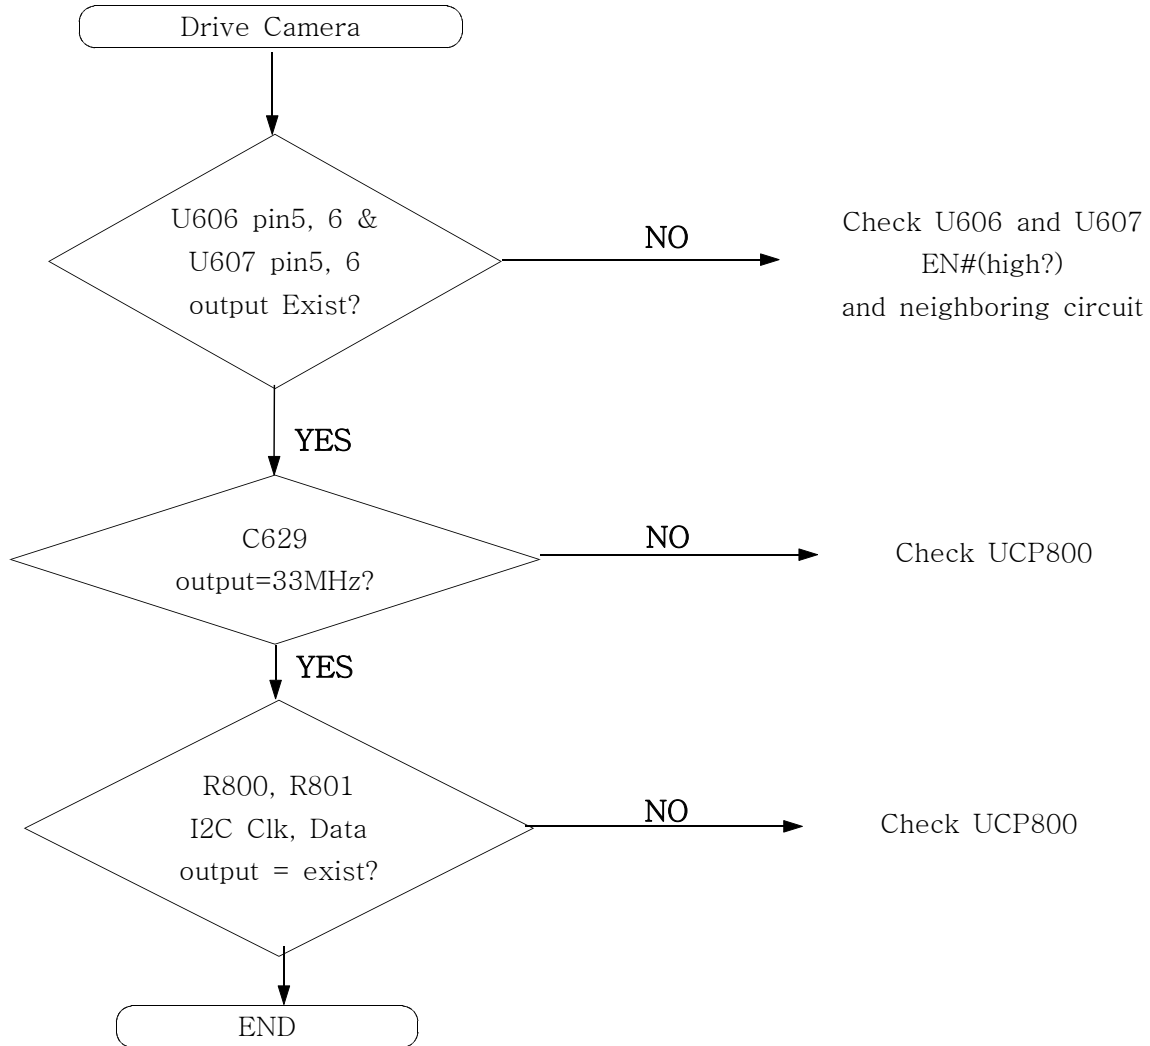 Drive Camera
U606 pin5, 6 &
U607 pin5, 6
output Exist?
NO
Check U606 and U607
EN#(high?)
and neighboring circuit
YES
C629
output=33MHz?
NO
Check UCP800
YES
R800, R801
I2C Clk, Data
output = exist?
NO
Check UCP800
END